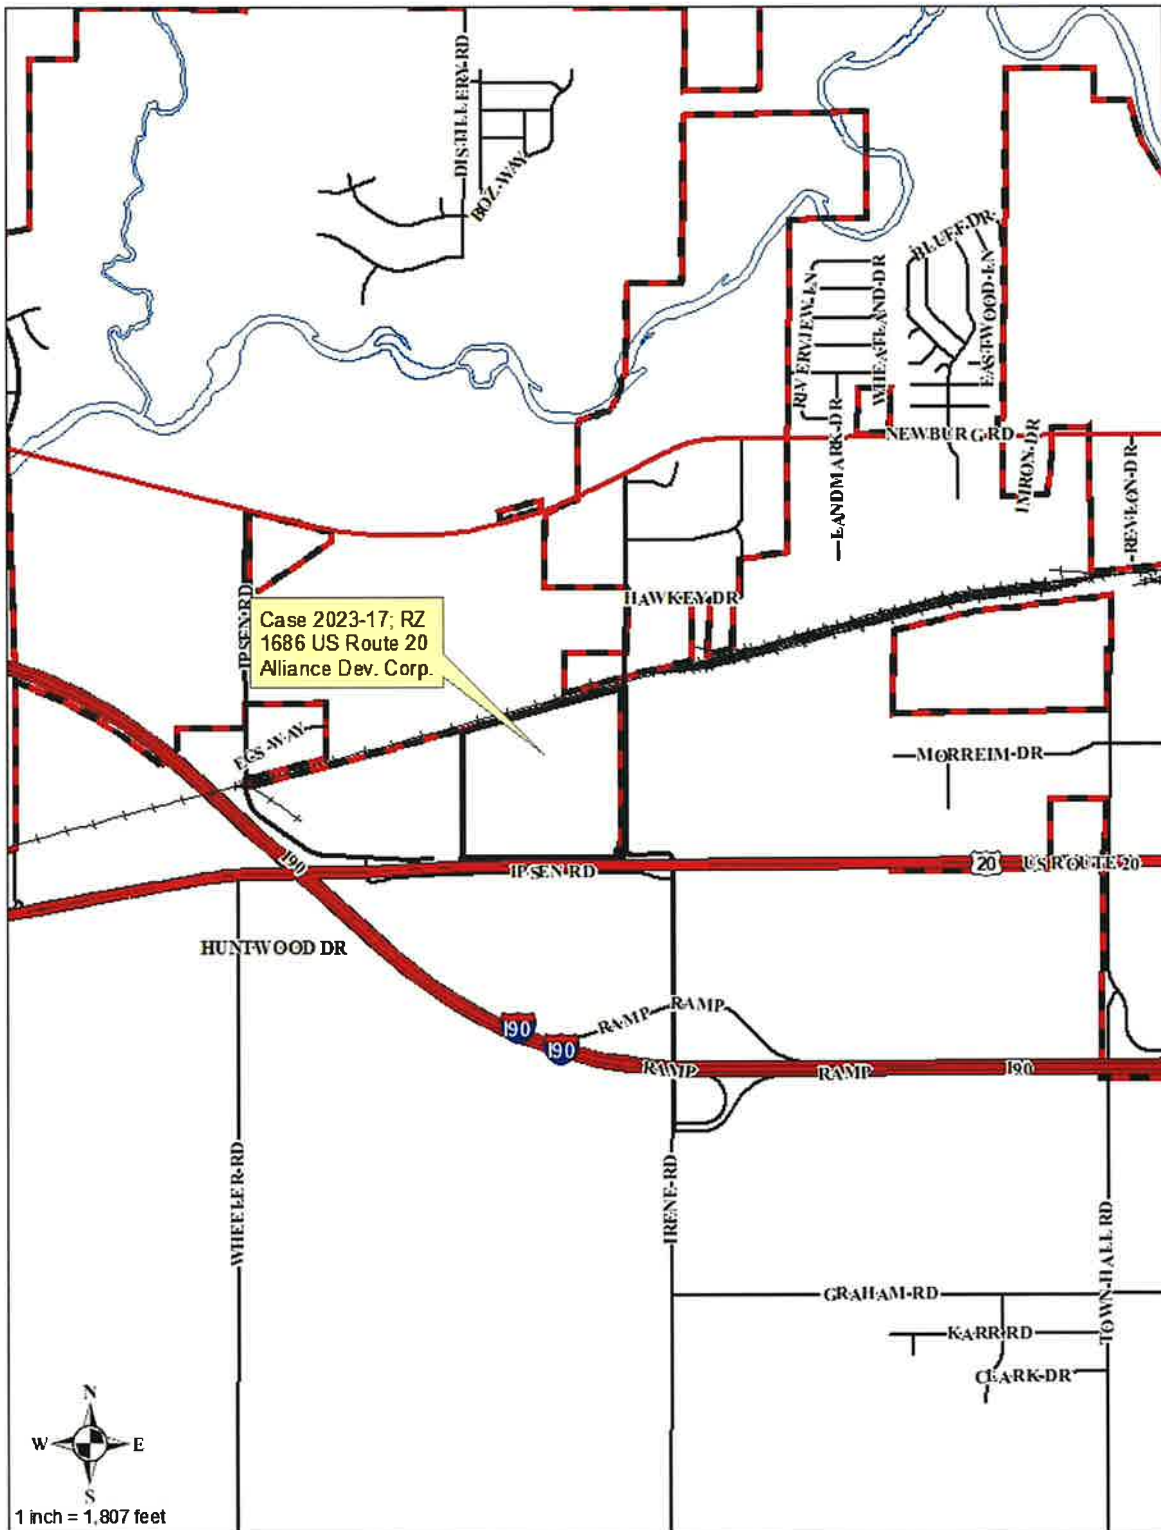 DISTILLERY RD
BOZ WAY
BLUFF DR
RIVERVIEW LN
WHEATLAND DR
EASTWOOD LN
LANDMARK DR
NEWBURG RD
IMRON DR
REVLON DR
IPSEN RD
HAWKEY DR
Case 2023-17; RZ
1686 US Route 20
Alliance Dev. Corp.
EGS WAY
MORREIM DR
I90
IPSEN RD
20
US ROUTE 20
HUNTWOOD DR
190
190
RAMP
RAMP
RAMP
RAMP
I90
WHEELER RD
IRENE RD
TOWN HALL RD
GRAHAM RD
KARR RD
CLARK DR
N
W
E
S
1 inch = 1,807 feet